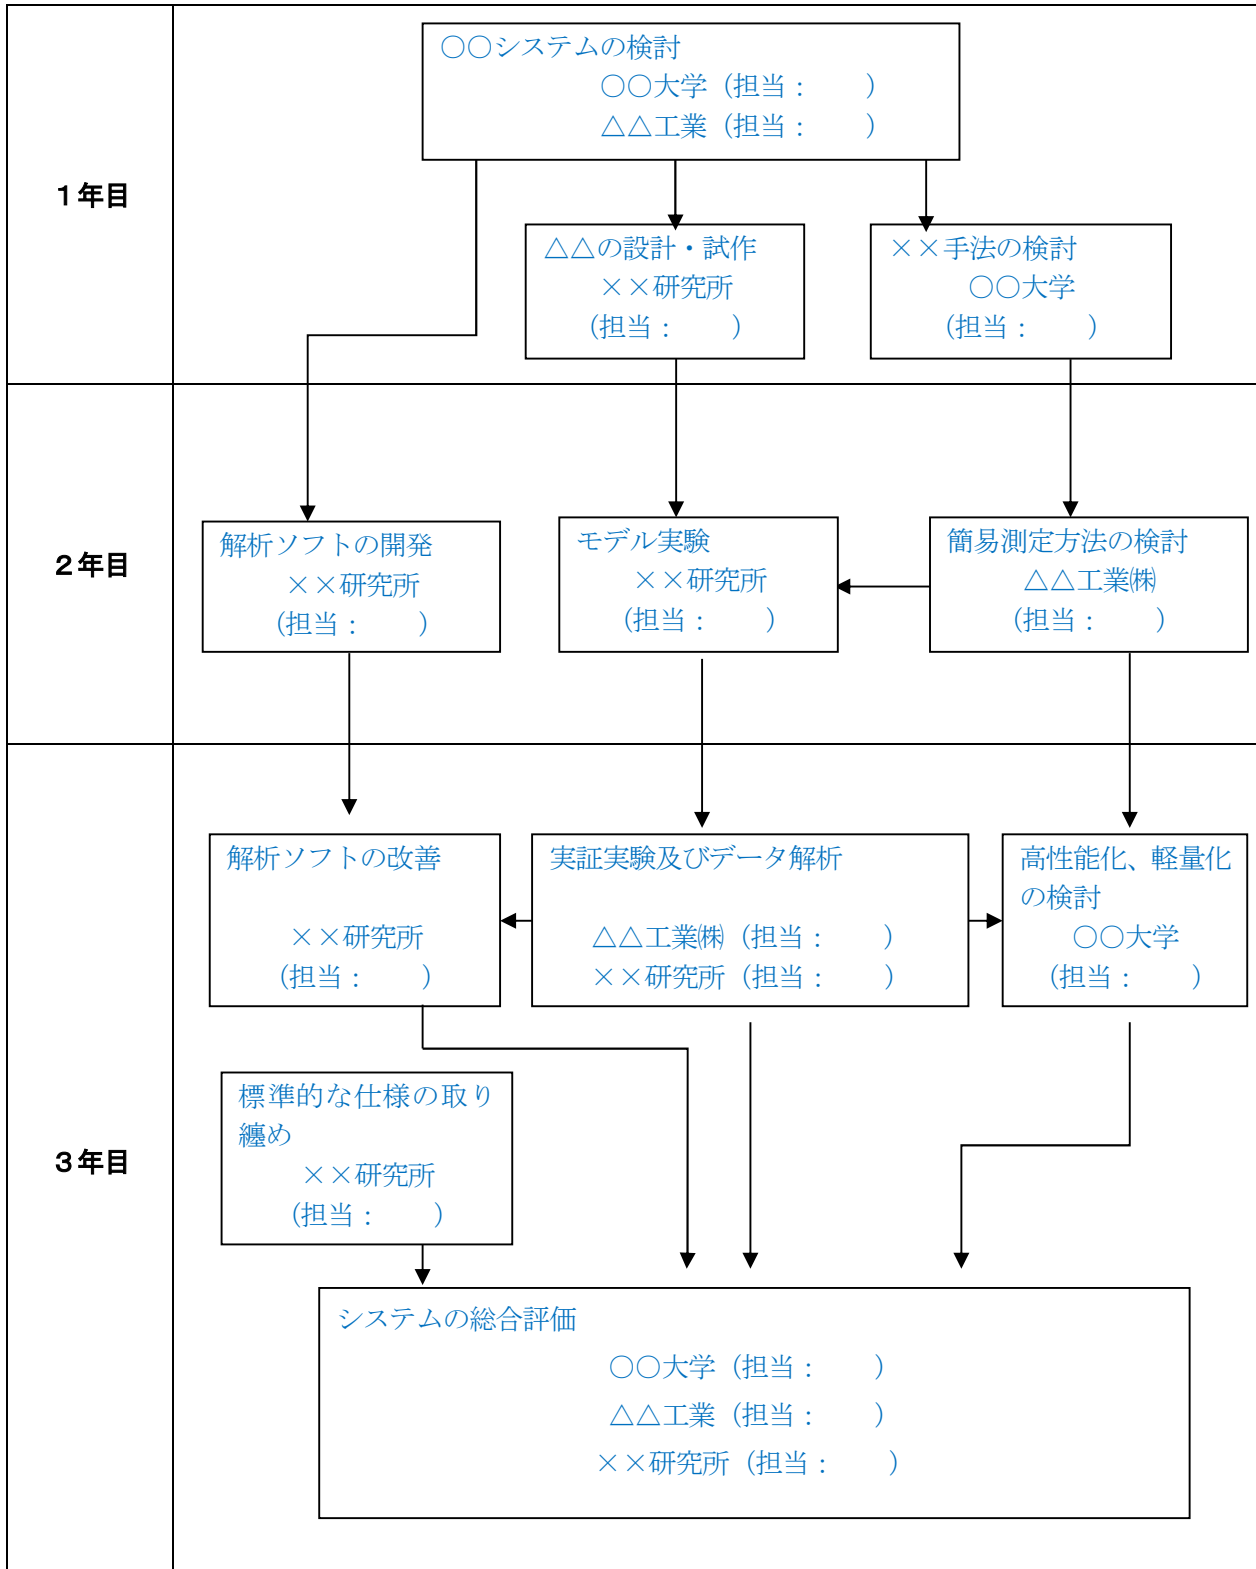 1年目
○○システムの検討
○○大学（担当：　　）
△△工業（担当：　　）
△△の設計・試作
××研究所
（担当：　　）
××手法の検討
○○大学
（担当：　　）
2年目
解析ソフトの開発
××研究所
（担当：　　）
モデル実験
××研究所
（担当：　　）
簡易測定方法の検討
△△工業㈱
（担当：　　）
3年目
解析ソフトの改善
××研究所
（担当：　　）
実証実験及びデータ解析
△△工業㈱（担当：　　）
××研究所（担当：　　）
高性能化、軽量化
の検討
○○大学
（担当：　　）
標準的な仕様の取り
纏め
××研究所
（担当：　　）
システムの総合評価
○○大学（担当：　　）
△△工業（担当：　　）
××研究所（担当：　　）